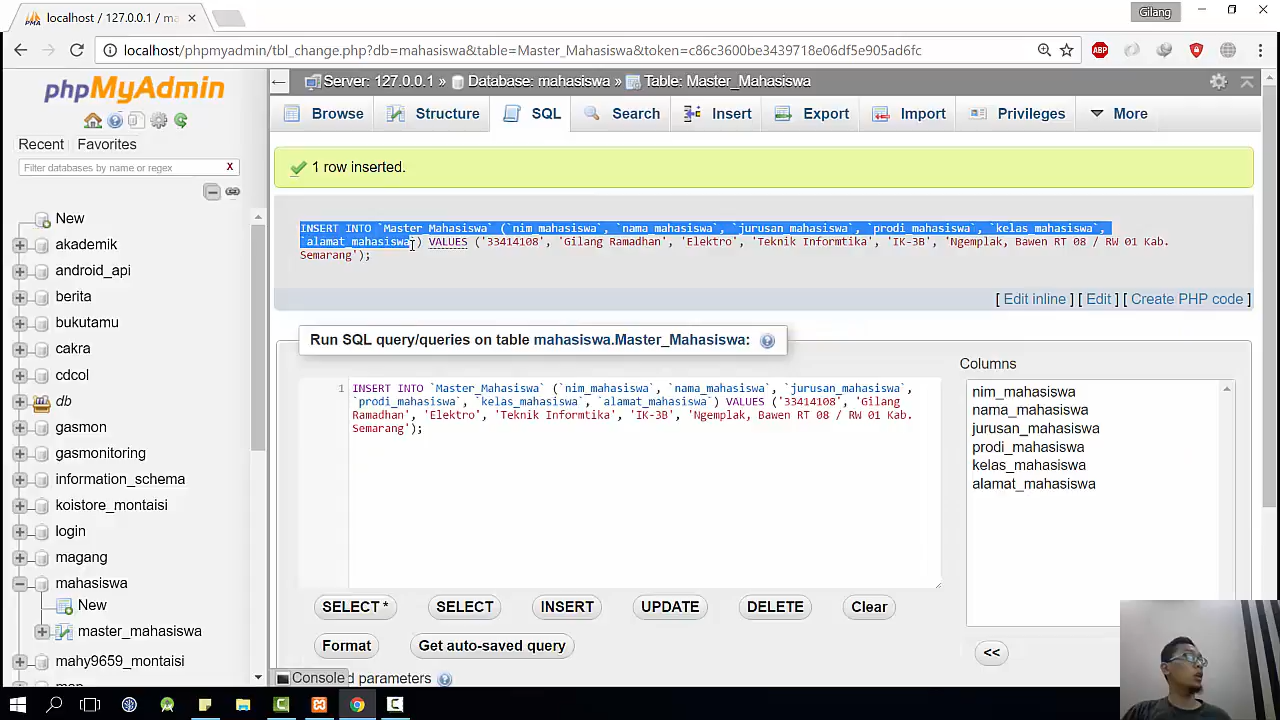 localhost / 127.0.0.1 / ma
Gilang
localhost/phpmyadmin/tbl_change.php?db=mahasiswa&table=Master_Mahasiswa&token=c86c3600be3439718e06df5e905ad6fc
phpMyAdmin
Recent Favorites
Filter databases by name or regex X
New
akademik
android_api
berita
bukutamu
cakra
cdcol
db
gasmon
gasmonitoring
information_schema
koistore_montaisi
login
magang
mahasiswa
New
master_mahasiswa
mahy9659_montaisi
Server: 127.0.0.1 » Database: mahasiswa » Table: Master_Mahasiswa
Browse Structure SQL Search Insert Export Import Privileges More
1 row inserted.
INSERT INTO `Master_Mahasiswa` (`nim_mahasiswa`, `nama_mahasiswa`, `jurusan_mahasiswa`, `prodi_mahasiswa`, `kelas_mahasiswa`,
`alamat_mahasiswa`) VALUES ('33414108', 'Gilang Ramadhan', 'Elektro', 'Teknik Informtika', 'IK-3B', 'Ngemplak, Bawen RT 08 / RW 01 Kab.
Semarang');
[ Edit inline ] [ Edit ] [ Create PHP code ]
Run SQL query/queries on table mahasiswa.Master_Mahasiswa:
1 INSERT INTO `Master_Mahasiswa` (`nim_mahasiswa`, `nama_mahasiswa`, `jurusan_mahasiswa`,
`prodi_mahasiswa`, `kelas_mahasiswa`, `alamat_mahasiswa`) VALUES ('33414108', 'Gilang
Ramadhan', 'Elektro', 'Teknik Informtika', 'IK-3B', 'Ngemplak, Bawen RT 08 / RW 01 Kab.
Semarang');
Columns
nim_mahasiswa
nama_mahasiswa
jurusan_mahasiswa
prodi_mahasiswa
kelas_mahasiswa
alamat_mahasiswa
<<
SELECT * SELECT INSERT UPDATE DELETE Clear
Format Get auto-saved query
Console d parameters